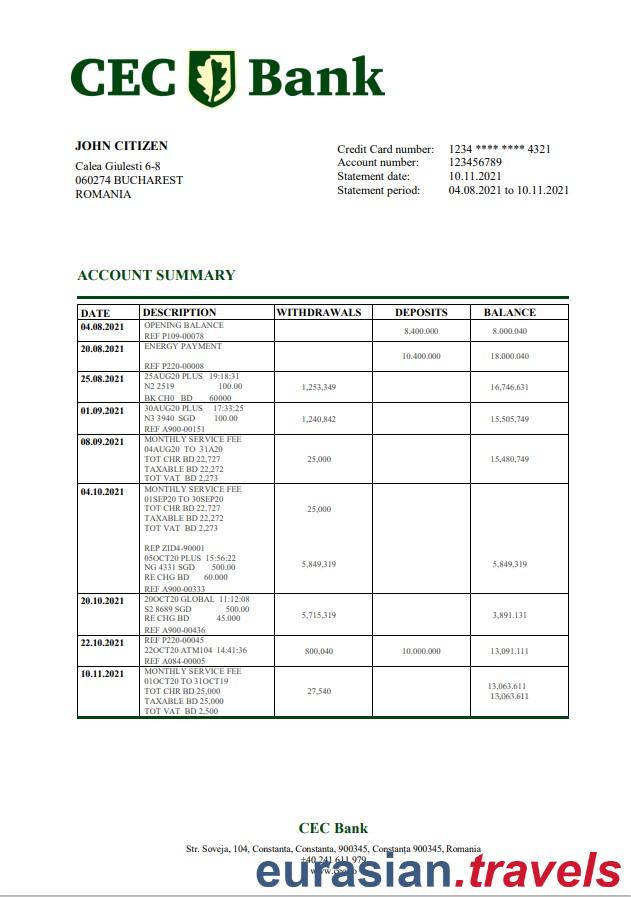 CEC Bank
JOHN CITIZEN
Calea Giulesti 6-8
060274 BUCHAREST
ROMANIA
Credit Card number: 1234 **** **** 4321
Account number: 123456789
Statement date: 10.11.2021
Statement period: 04.08.2021 to 10.11.2021
ACCOUNT SUMMARY
DATE DESCRIPTION WITHDRAWALS DEPOSITS BALANCE
04.08.2021 OPENING BALANCE 8,400.000 8.000.040
REF P109-00078
20.08.2021 ENERGY PAYMENT 10.400.000 18.000.040
REF P220-00008
25.08.2021 25AUG20 PLUS 19:18:31
N2 2519 100.00 1,253,349 16,746.631
BK CH0 BD 60000
01.09.2021 30AUG20 PLUS 17:33:25
N3 3940 SGD 100.00 1,240,842 15,505,749
REF A900-00151
08.09.2021 MONTHLY SERVICE FEE
04AUG20 TO 31A20
TOT CHR BD 22,727 25,000 15,480,749
TAXABLE BD 22,272
TOT VAT BD 2,273
04.10.2021 MONTHLY SERVICE FEE
01SEP20 TO 30SEP20
TOT CHR BD 22,727 25,000
TAXABLE BD 22,272
TOT VAT BD 2,273
REP ZID4-90001
05OCT20 PLUS 15:56:22
NG 4331 SGD 500.00 5,849,319 5,849,319
RE CHG BD 60.000
REF A900-00333
20.10.2021 20OCT20 GLOBAL 11:12:08
S2 8689 SGD 500.00
RE CHG BD 45.000 5,715,319 3,891.131
REF A900-00436
22.10.2021 REF P220-00045
22OCT20 ATM104 14:41:36 800,040 10.000.000 13,091.111
REF A084-00005
10.11.2021 MONTHLY SERVICE FEE
01OCT20 TO 31OCT19
TOT CHR BD 25,000 27,540 13,063.611
TAXABLE BD 25,000 13,063.611
TOT VAT BD 2,500
CEC Bank
Str. Soveja, 104, Constanta, Constanta, 900345, Constanța 900345, Romania
+40 241 611 979
eurasian.travels